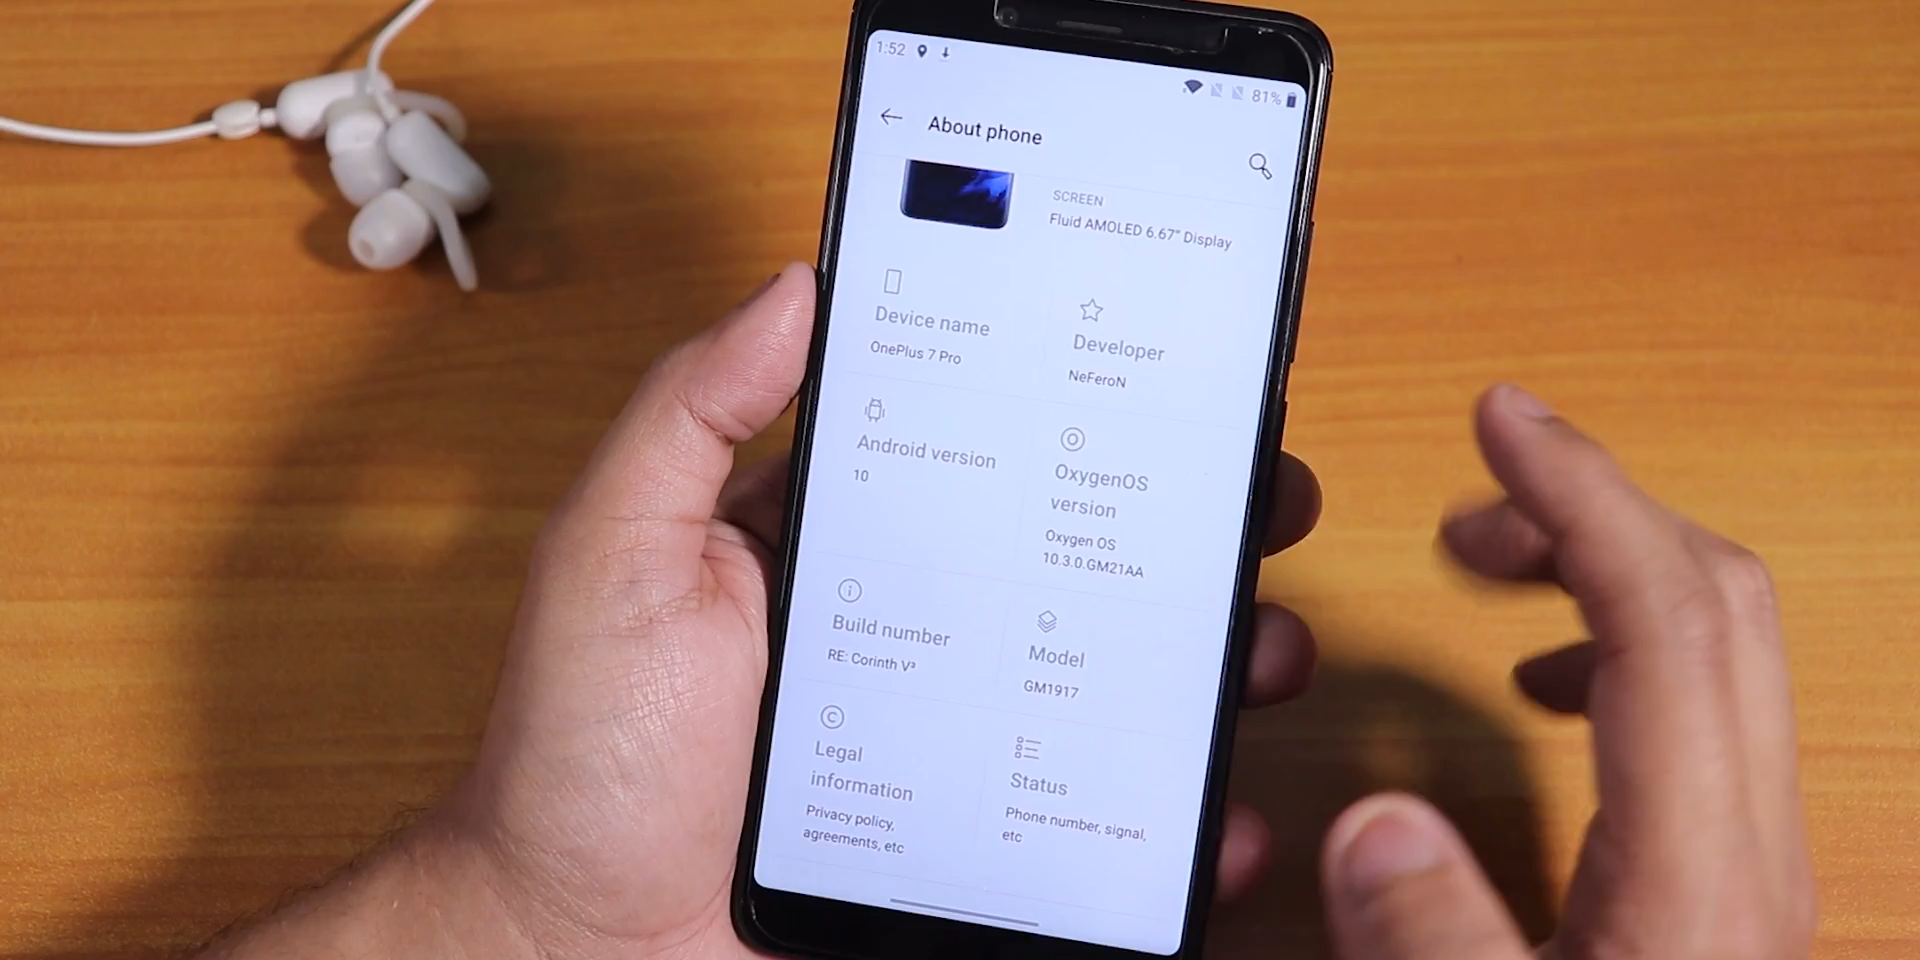 1:52
81%
About phone
SCREEN
Fluid AMOLED 6.67" Display
Device name
OnePlus 7 Pro
Developer
NeFeroN
Android version
10
OxygenOS
version
Oxygen OS
10.3.0.GM21AA
Build number
RE: Corinth V³
Model
GM1917
Legal
information
Privacy policy,
agreements, etc
Status
Phone number, signal,
etc